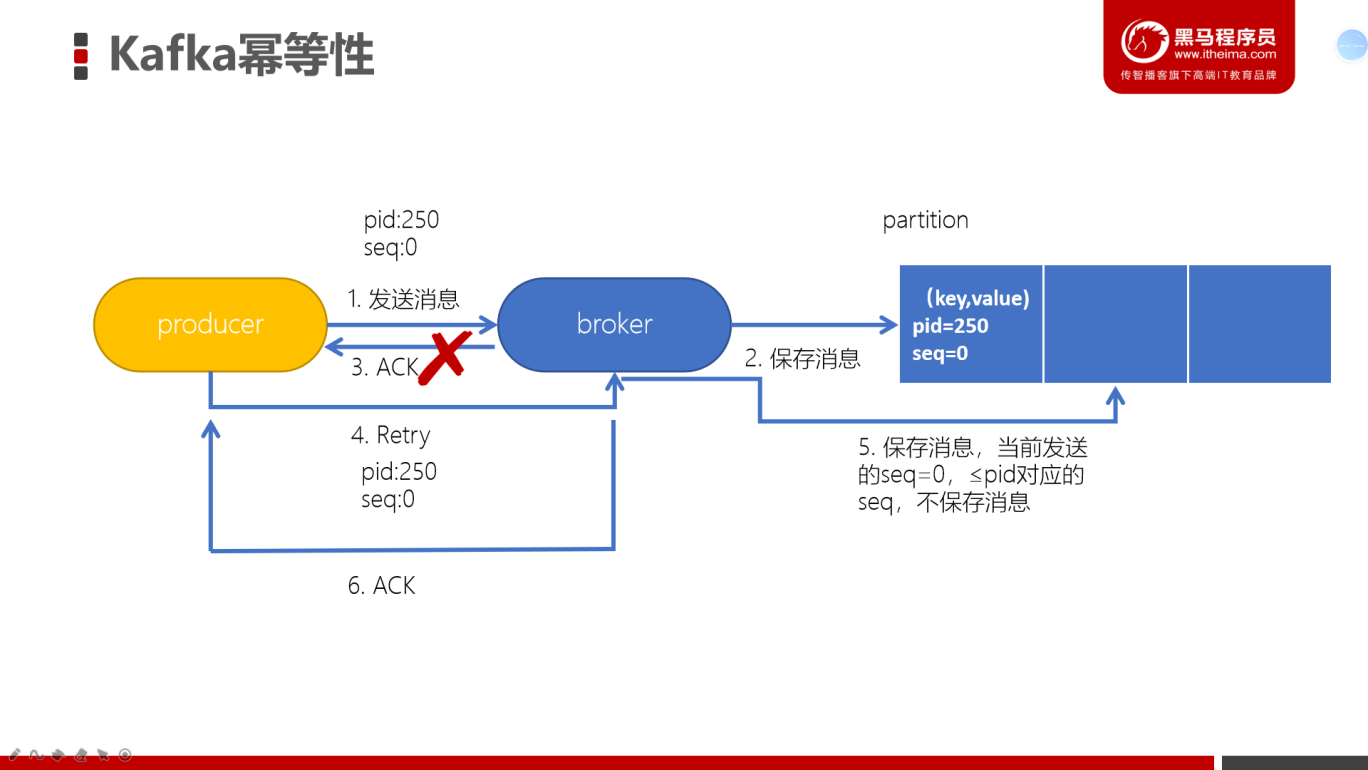 Kafka幂等性
黑马程序员
www.itheima.com
传智播客旗下高端IT教育品牌
pid:250
seq:0
partition
producer
1. 发送消息
broker
(key,value)
pid=250
seq=0
3. ACK
2. 保存消息
4. Retry
pid:250
seq:0
5. 保存消息，当前发送
的seq=0，≤pid对应的
seq，不保存消息
6. ACK